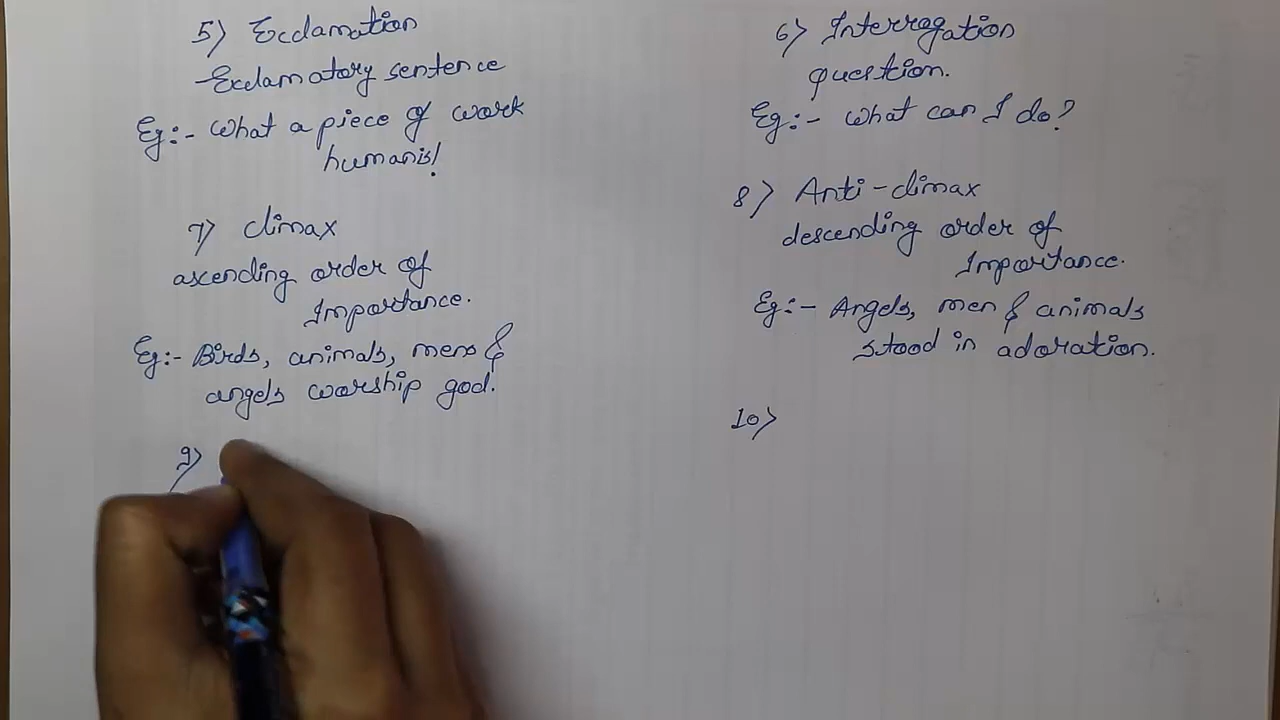 5) Exclamation
Exclamatory sentence
Eg:- What a piece of work
human is!
6) Interrogation
question.
Eg:- What can I do?
7) climax
ascending order of
Importance.
Eg:- Birds, animals, mens &
angels worship god.
8) Anti-climax
descending order of
Importance.
Eg:- Angels, men & animals
stood in adoration.
9)
10)